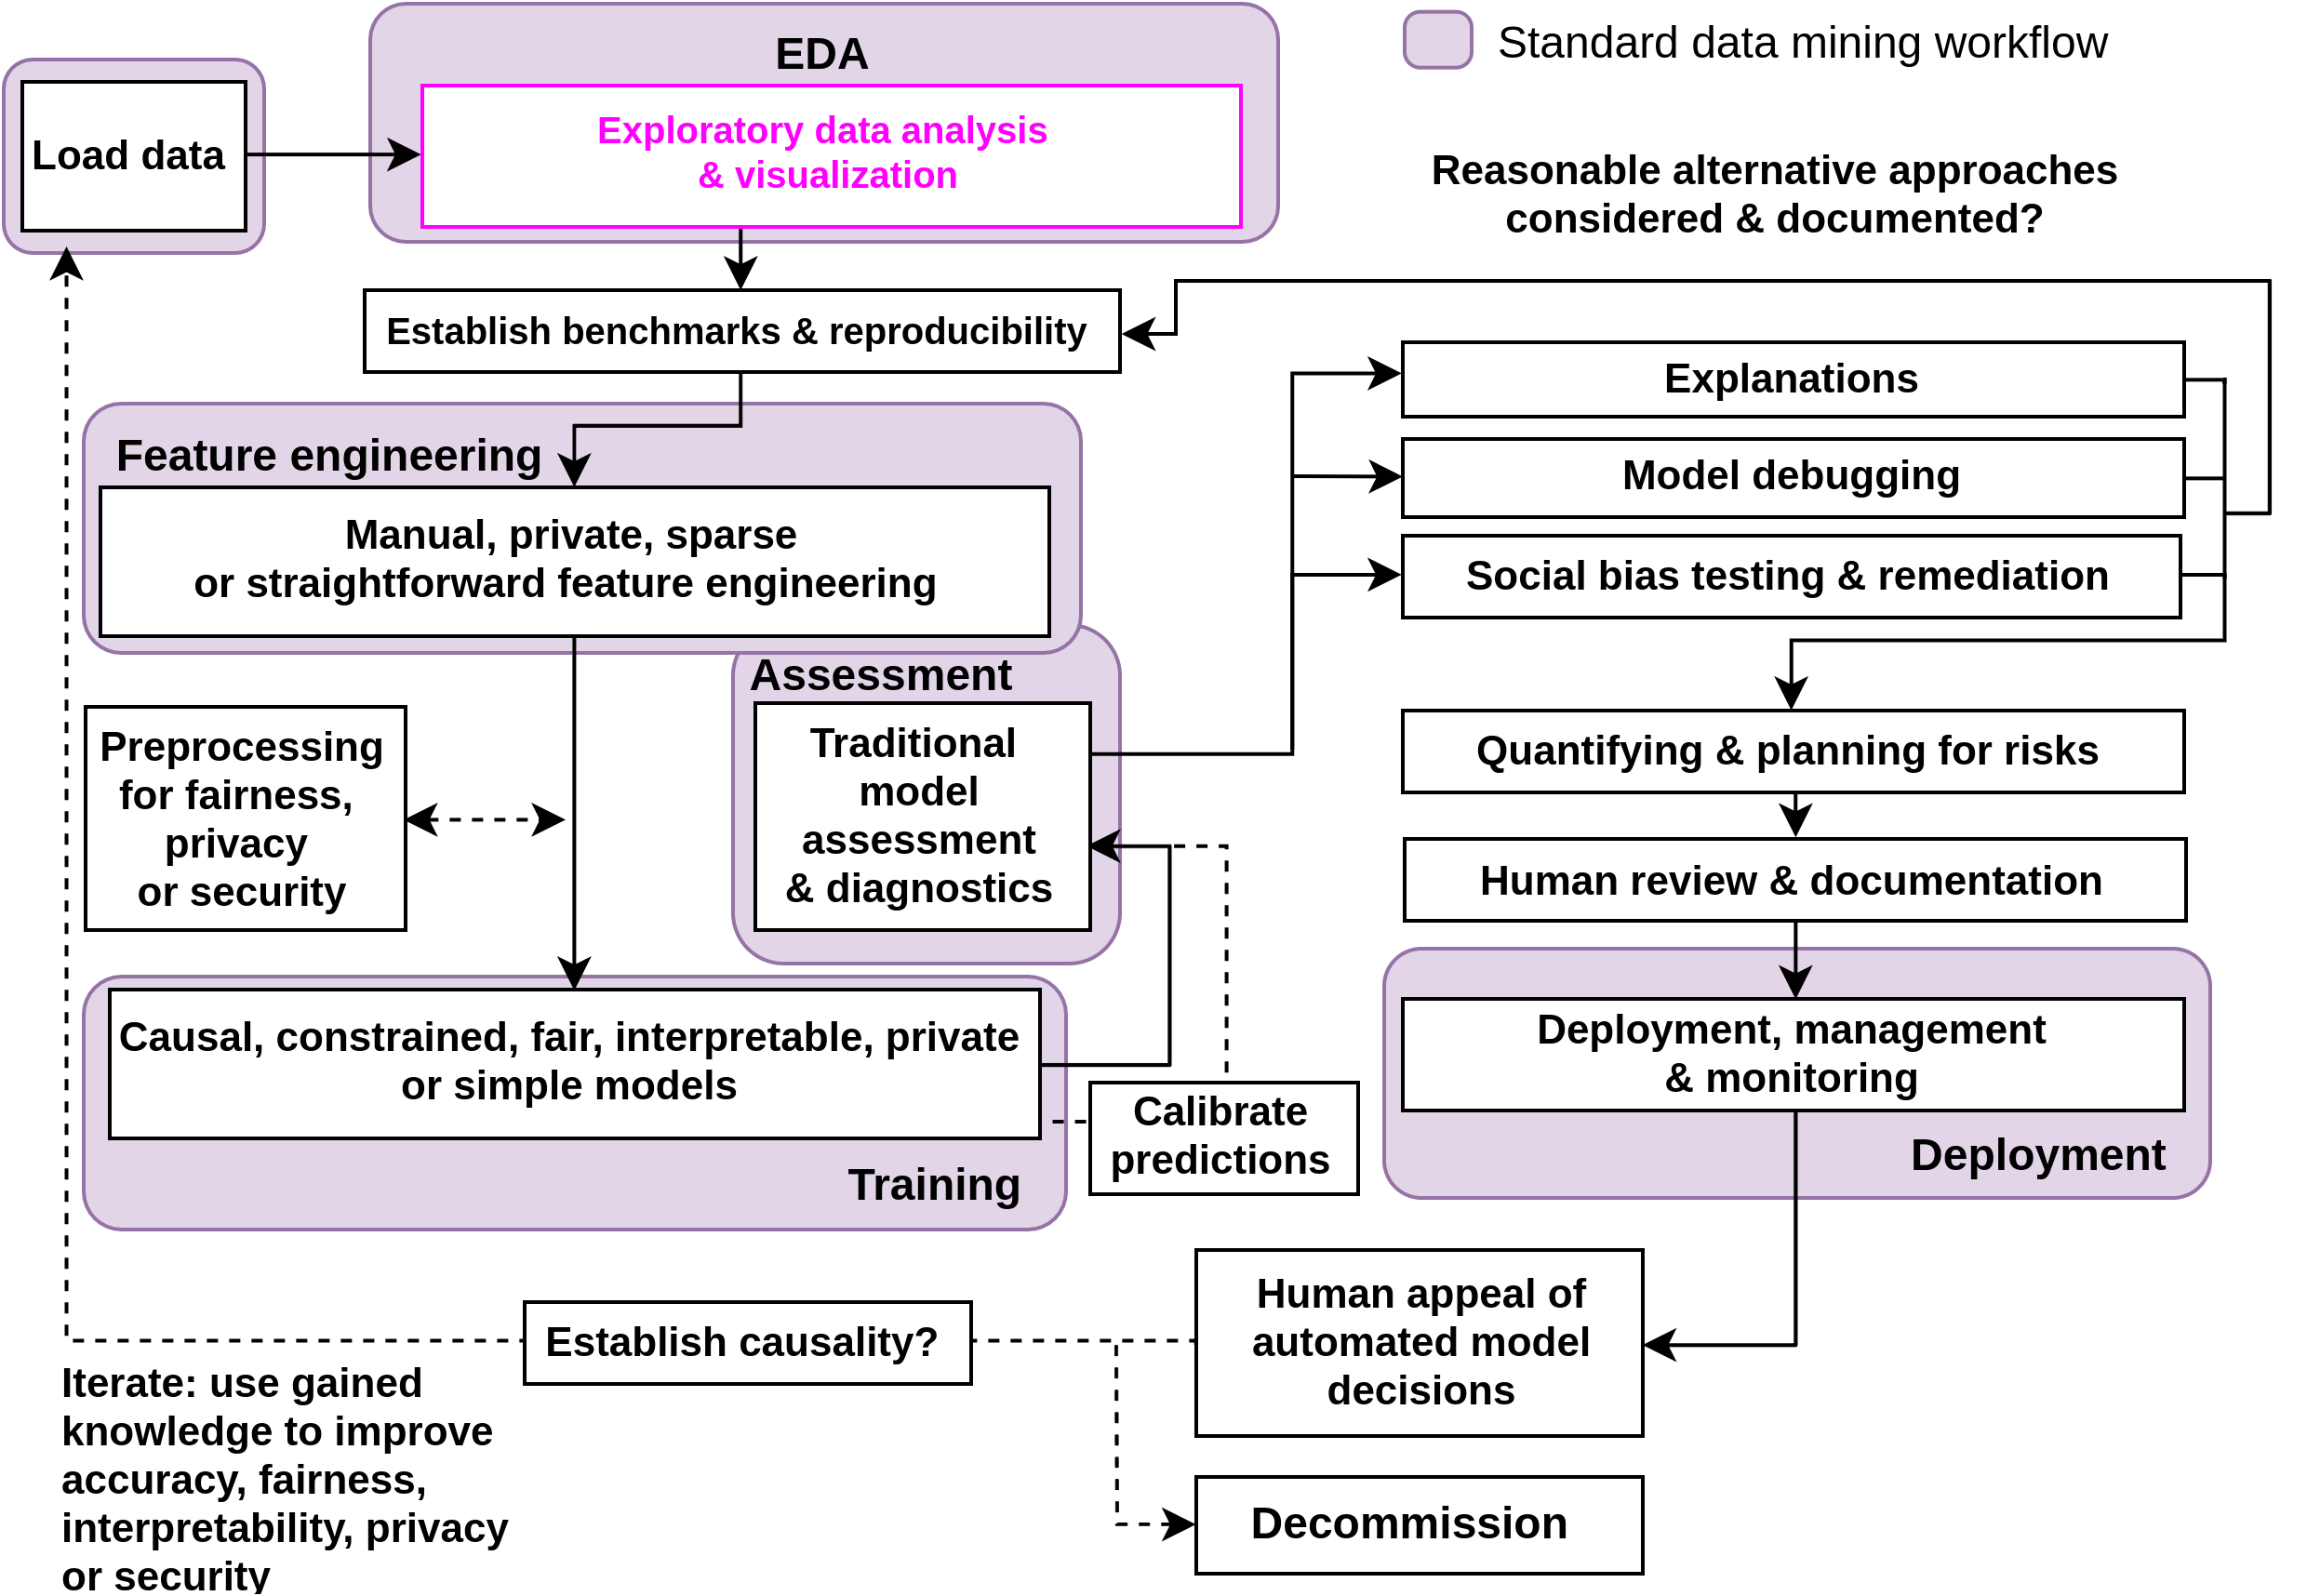 EDA
Standard data mining workflow
Load data
Exploratory data analysis
& visualization
Reasonable alternative approaches
considered & documented?
Establish benchmarks & reproducibility
Explanations
Feature engineering
Model debugging
Manual, private, sparse
or straightforward feature engineering
Social bias testing & remediation
Assessment
Preprocessing
for fairness,
privacy
or security
Traditional
model
assessment
& diagnostics
Quantifying & planning for risks
Human review & documentation
Causal, constrained, fair, interpretable, private
or simple models
Deployment, management
& monitoring
Calibrate
predictions
Training
Deployment
Human appeal of
automated model
decisions
Establish causality?
Iterate: use gained
knowledge to improve
accuracy, fairness,
interpretability, privacy
or security
Decommission